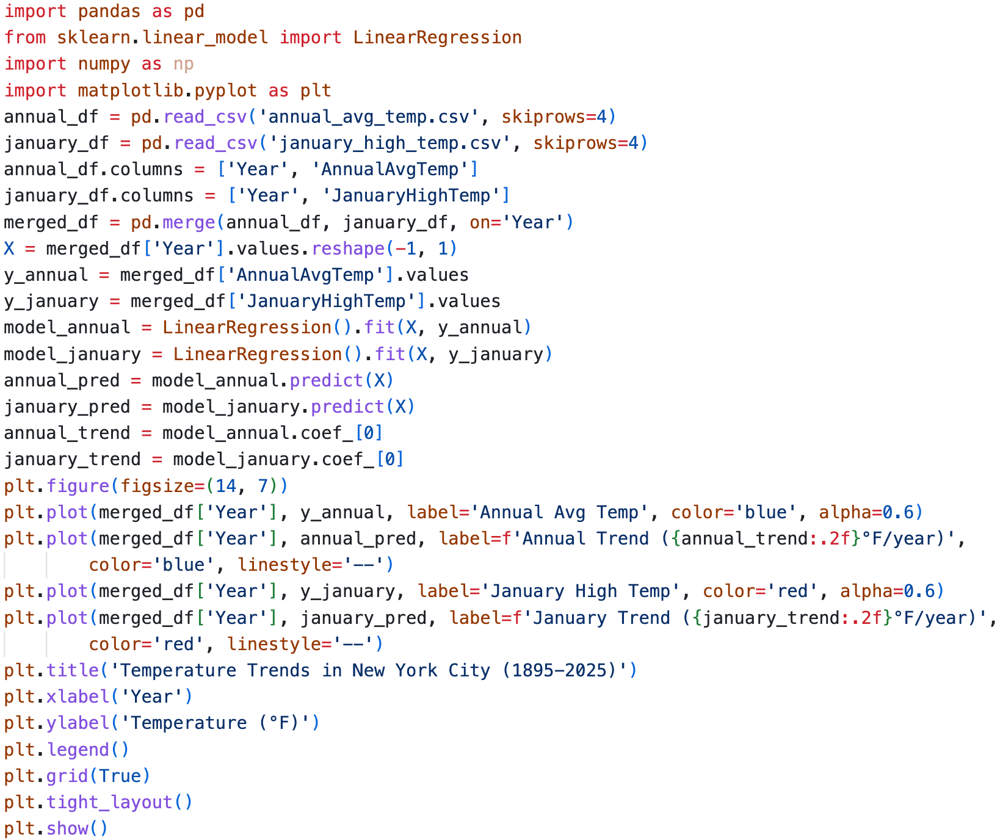 import pandas as pd
from sklearn.linear_model import LinearRegression
import numpy as np
import matplotlib.pyplot as plt
annual_df = pd.read_csv('annual_avg_temp.csv', skiprows=4)
january_df = pd.read_csv('january_high_temp.csv', skiprows=4)
annual_df.columns = ['Year', 'AnnualAvgTemp']
january_df.columns = ['Year', 'JanuaryHighTemp']
merged_df = pd.merge(annual_df, january_df, on='Year')
X = merged_df['Year'].values.reshape(-1, 1)
y_annual = merged_df['AnnualAvgTemp'].values
y_january = merged_df['JanuaryHighTemp'].values
model_annual = LinearRegression().fit(X, y_annual)
model_january = LinearRegression().fit(X, y_january)
annual_pred = model_annual.predict(X)
january_pred = model_january.predict(X)
annual_trend = model_annual.coef_[0]
january_trend = model_january.coef_[0]
plt.figure(figsize=(14, 7))
plt.plot(merged_df['Year'], y_annual, label='Annual Avg Temp', color='blue', alpha=0.6)
plt.plot(merged_df['Year'], annual_pred, label=f'Annual Trend ({annual_trend:.2f}°F/year)',
        color='blue', linestyle='--')
plt.plot(merged_df['Year'], y_january, label='January High Temp', color='red', alpha=0.6)
plt.plot(merged_df['Year'], january_pred, label=f'January Trend ({january_trend:.2f}°F/year)',
        color='red', linestyle='--')
plt.title('Temperature Trends in New York City (1895-2025)')
plt.xlabel('Year')
plt.ylabel('Temperature (°F)')
plt.legend()
plt.grid(True)
plt.tight_layout()
plt.show()